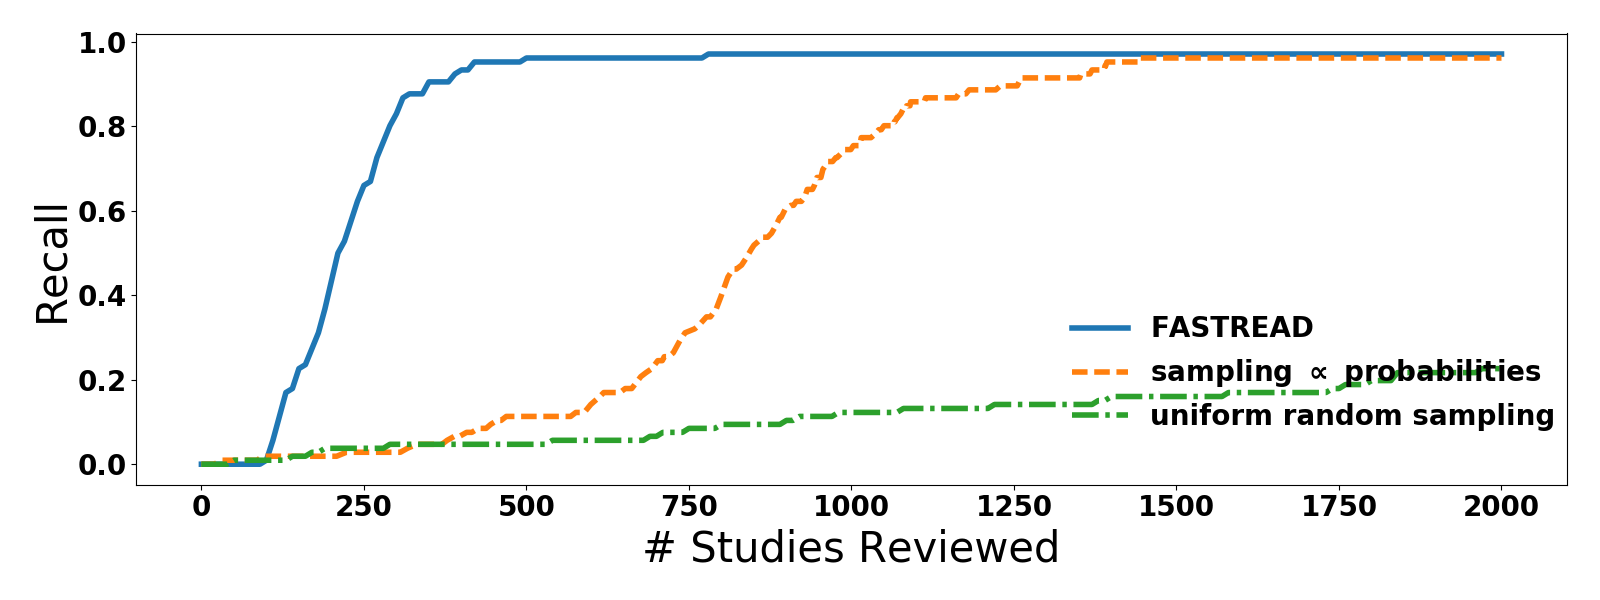 1.0
0.8
0.6
0.4
0.2
0.0
Recall
FASTREAD
sampling ∝ probabilities
uniform random sampling
0 250 500 750 1000 1250 1500 1750 2000
# Studies Reviewed